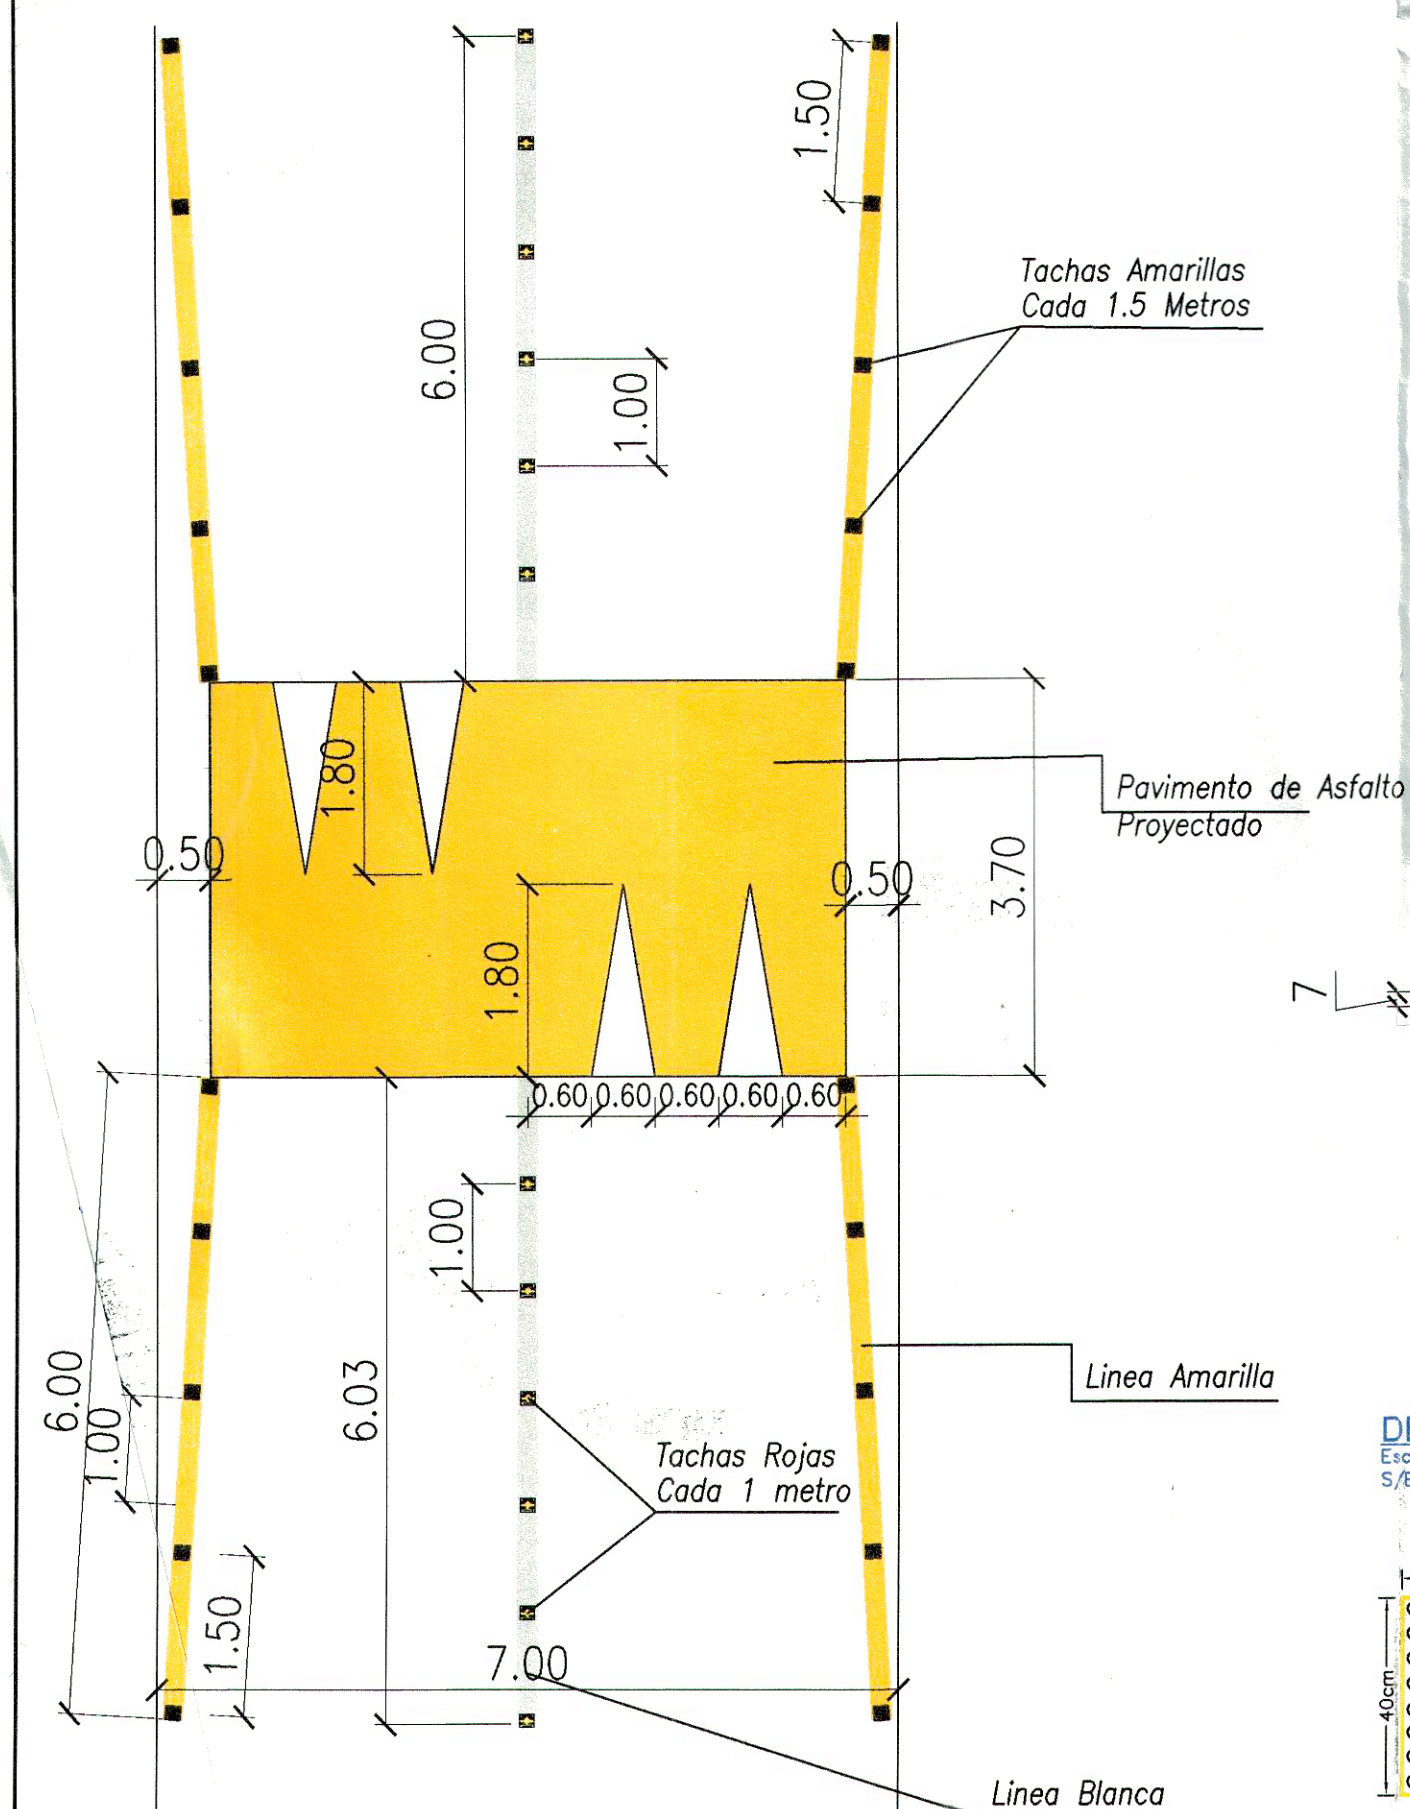 1.50
Tachas Amarillas
Cada 1.5 Metros
6.00
1.00
1.80
Pavimento de Asfalto
Proyectado
0.50
0.50
3.70
1.80
7
0.60 0.60 0.60 0.60 0.60
1.00
6.00
6.03
1.00
Linea Amarilla
Tachas Rojas
Cada 1 metro
S/E
1.50
7.00
40cm
Linea Blanca